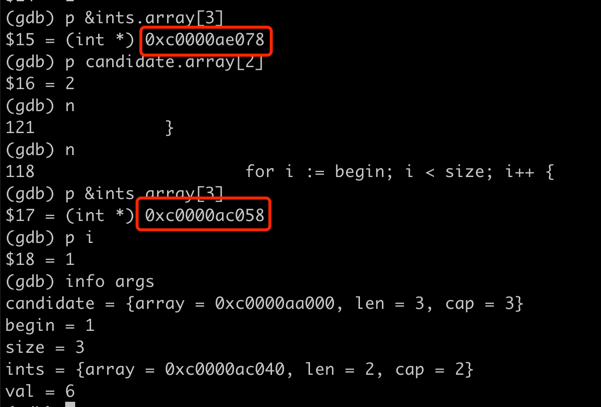 (gdb) p &ints.array[3]
$15 = (int *) 0xc0000ae078
(gdb) p candidate.array[2]
$16 = 2
(gdb) n
121 }
(gdb) n
118 for i := begin; i < size; i++ {
(gdb) p &ints.array[3]
$17 = (int *) 0xc0000ac058
(gdb) p i
$18 = 1
(gdb) info args
candidate = {array = 0xc0000aa000, len = 3, cap = 3}
begin = 1
size = 3
ints = {array = 0xc0000ac040, len = 2, cap = 2}
val = 6